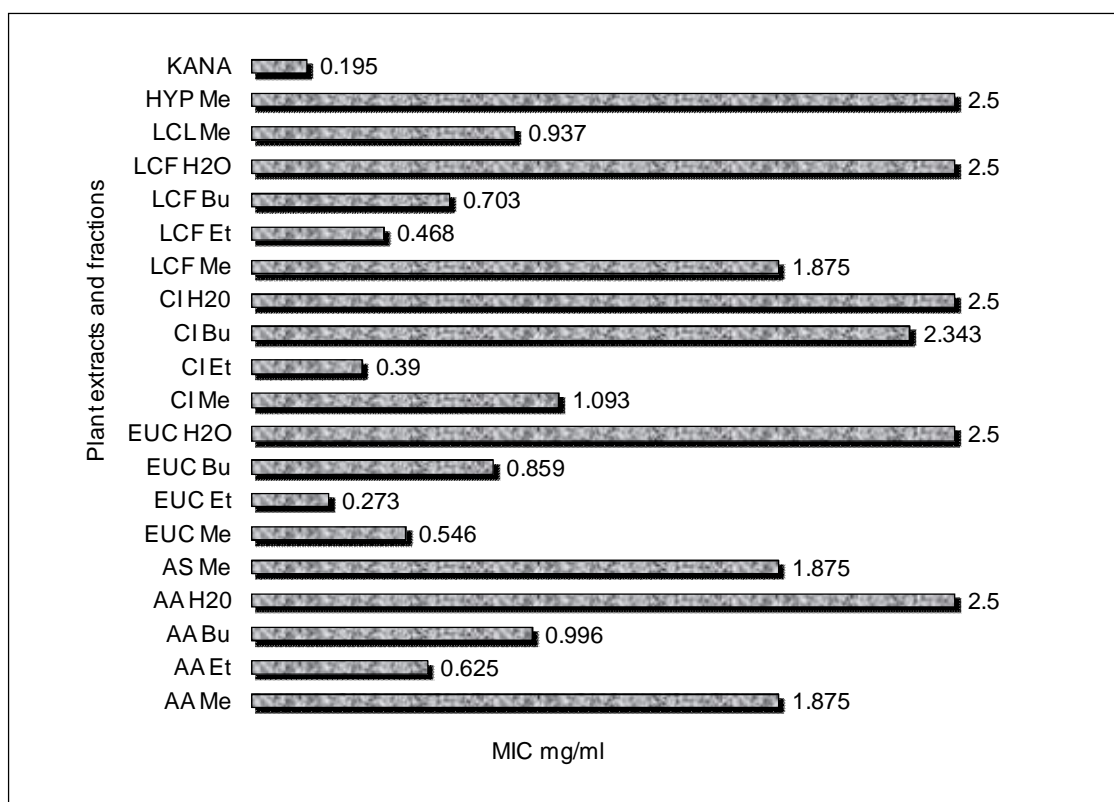 Plant extracts and fractions
KANA 0.195
HYP Me 2.5
LCL Me 0.937
LCF H2O 2.5
LCF Bu 0.703
LCF Et 0.468
LCF Me 1.875
CI H20 2.5
CI Bu 2.343
CI Et 0.39
CI Me 1.093
EUC H2O 2.5
EUC Bu 0.859
EUC Et 0.273
EUC Me 0.546
AS Me 1.875
AA H20 2.5
AA Bu 0.996
AA Et 0.625
AA Me 1.875
MIC mg/ml